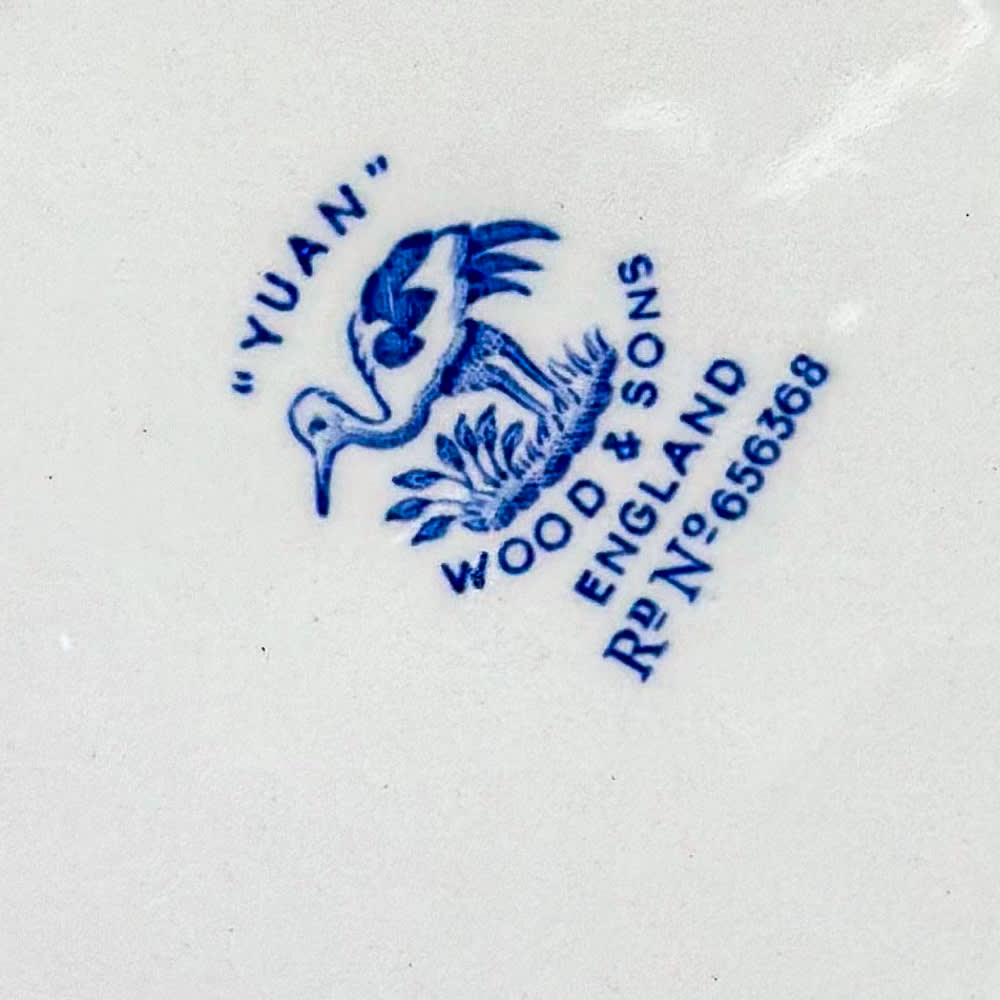 "YUAN"
WOOD & SONS
ENGLAND
Rᴰ Nº 656368